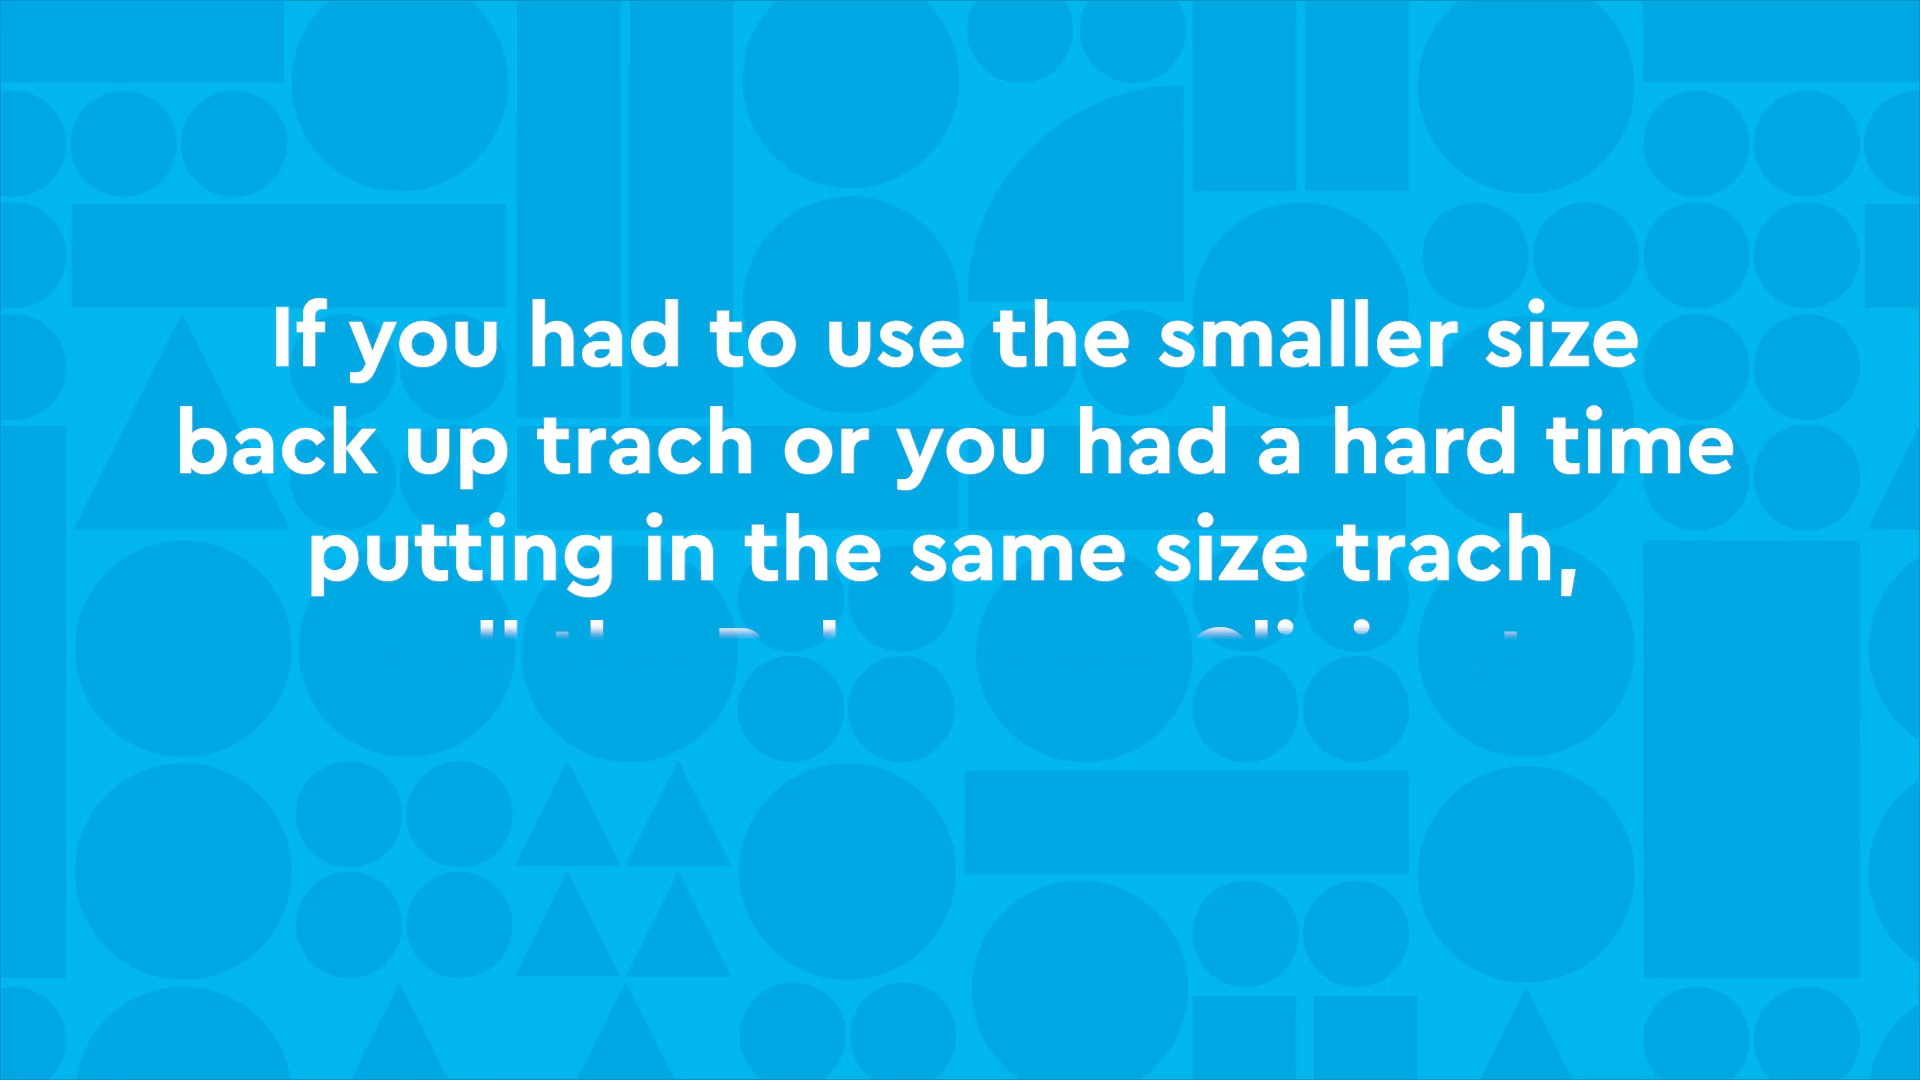 If you had to use the smaller size
back up trach or you had a hard time
putting in the same size trach,